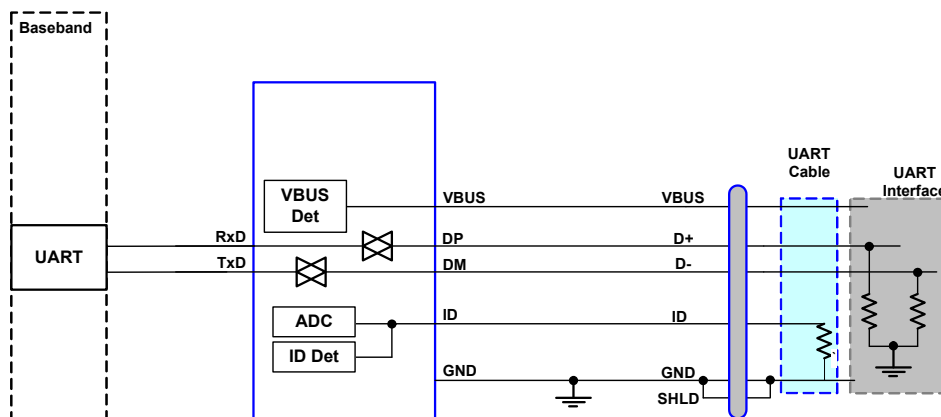 Baseband
UART
RxD
TxD
VBUS
Det
ADC
ID Det
VBUS
DP
DM
ID
GND
VBUS
D+
D-
ID
GND
SHLD
UART
Cable
UART
Interface